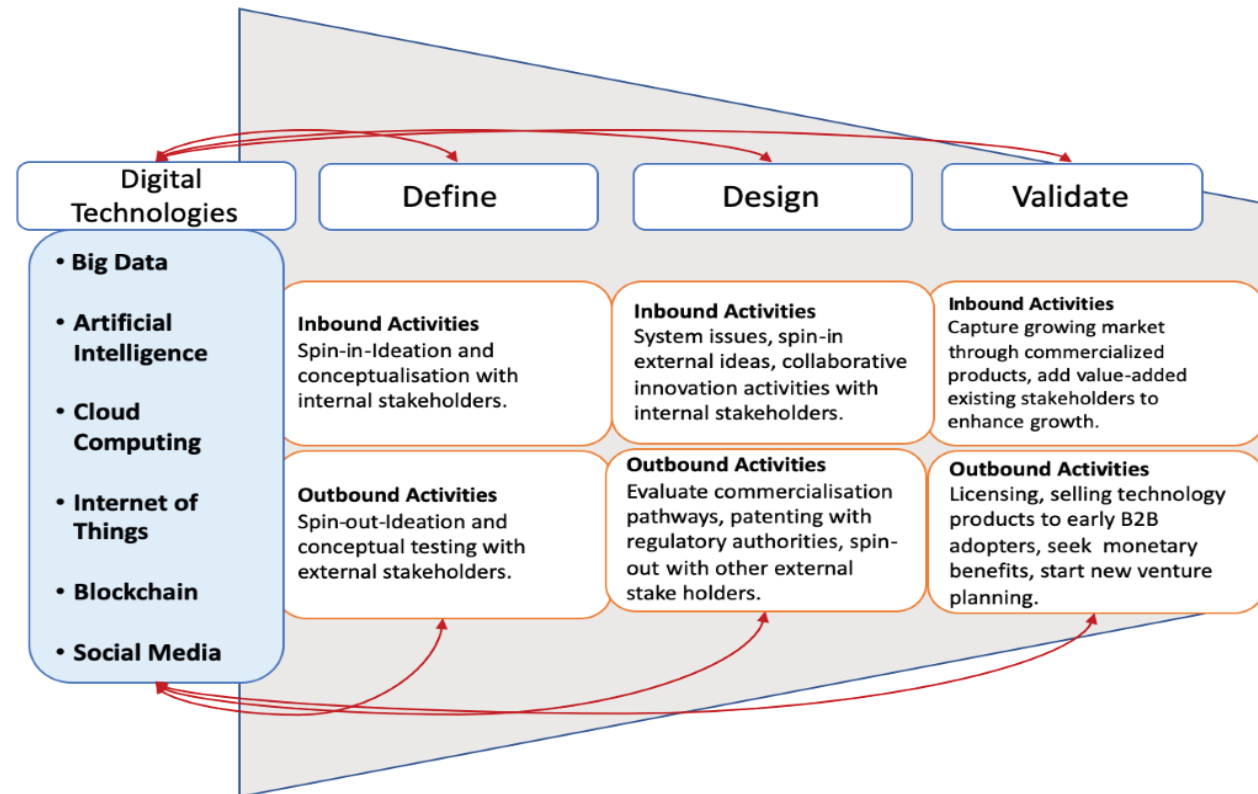 Digital
Technologies
Define
Design
Validate
• Big Data
• Artificial
Intelligence
• Cloud
Computing
• Internet of
Things
• Blockchain
• Social Media
Inbound Activities
Spin-in-Ideation and
conceptualisation with
internal stakeholders.
Inbound Activities
System issues, spin-in
external ideas, collaborative
innovation activities with
internal stakeholders.
Inbound Activities
Capture growing market
through commercialized
products, add value-added
existing stakeholders to
enhance growth.
Outbound Activities
Spin-out-Ideation and
conceptual testing with
external stakeholders.
Outbound Activities
Evaluate commercialisation
pathways, patenting with
regulatory authorities, spin-
out with other external
stake holders.
Outbound Activities
Licensing, selling technology
products to early B2B
adopters, seek monetary
benefits, start new venture
planning.